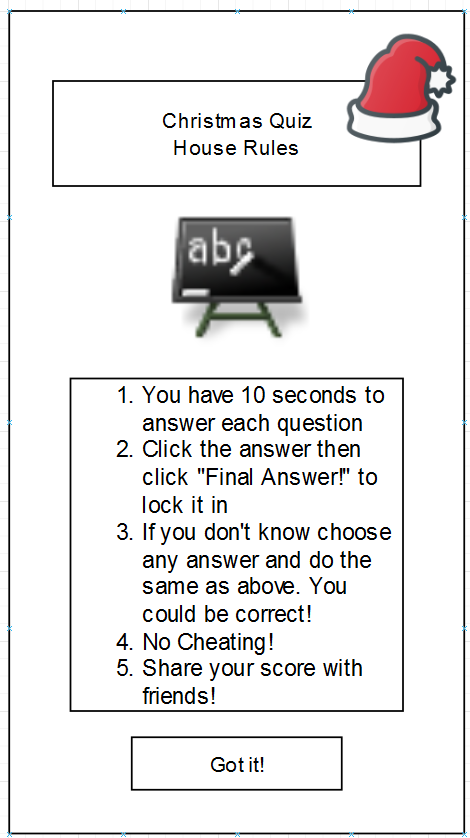 Christmas Quiz
House Rules
abc
1. You have 10 seconds to
answer each question
2. Click the answer then
click "Final Answer!" to
lock it in
3. If you don't know choose
any answer and do the
same as above. You
could be correct!
4. No Cheating!
5. Share your score with
friends!
Got it!